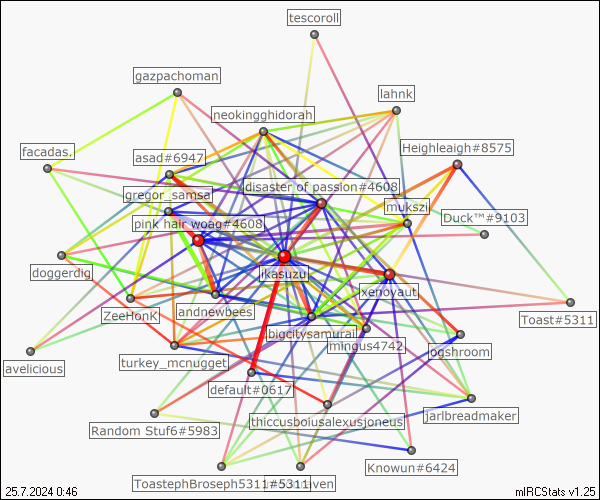 tescoroll
gazpachoman
lahnk
neokingghidorah
Heighleaigh#8575
facadas.
asad#6947
disaster of passion#4608
gregor_samsa
mukszi
Duck™#9103
pink hair woag#4608
doggerdig
ikasuzu
xenoyaut
ZeeHonk
andnewbees
Toast#5311
bigcitysamurai
mingus4742
ogshroom
avelicious
turkey_mcnugget
default#0617
jarlbreadmaker
thiccusboiusalexusjoneus
Random Stuf6#5983
Knowun#6424
ToastephBroseph5311#5311
ven
25.7.2024 0:46
mIRCStats v1.25